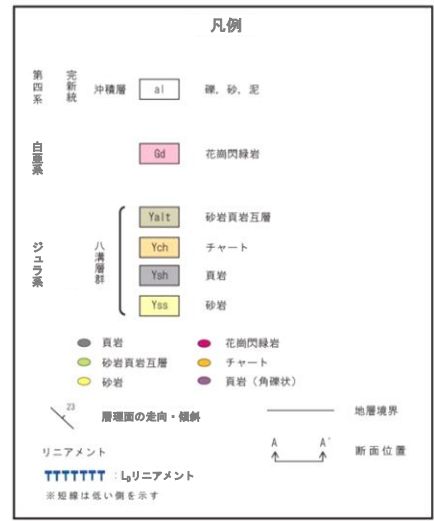 凡例
第四系 完新統 沖積層 al 礫，砂，泥
白亜系 Gd 花崗閃緑岩
ジュラ系 八溝層群
Yalt 砂岩頁岩互層
Ych チャート
Ysh 頁岩
Yss 砂岩
頁岩 花崗閃緑岩
砂岩頁岩互層 チャート
砂岩 頁岩（角礫状）
23 層理面の走向・傾斜 地層境界
A A' 断面位置
リニアメント
：LDリニアメント
※短線は低い側を示す